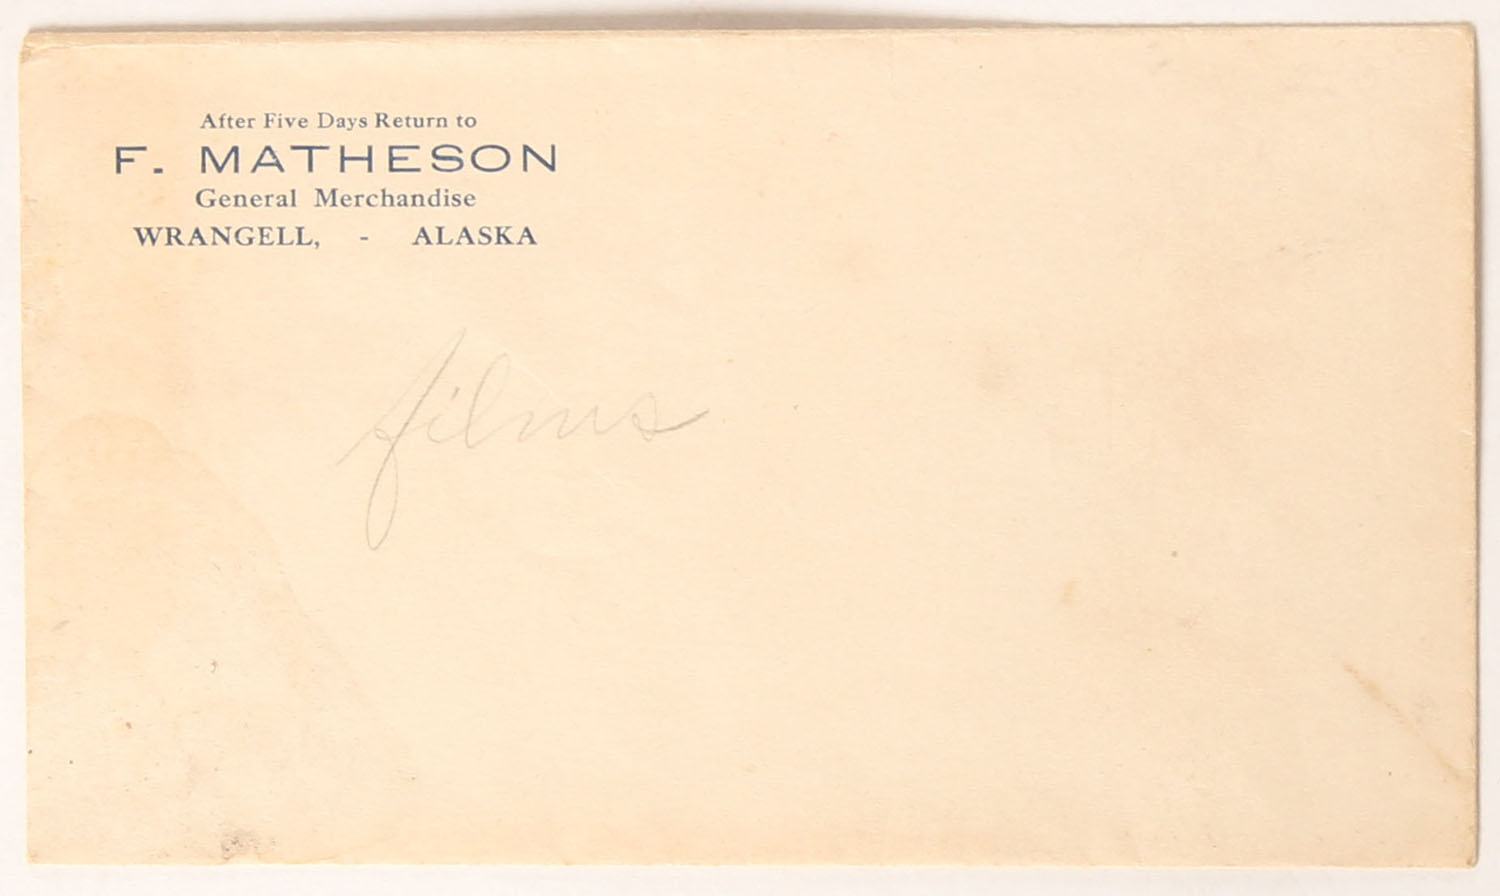 After Five Days Return to
F. MATHESON
General Merchandise
WRANGELL, - ALASKA
films